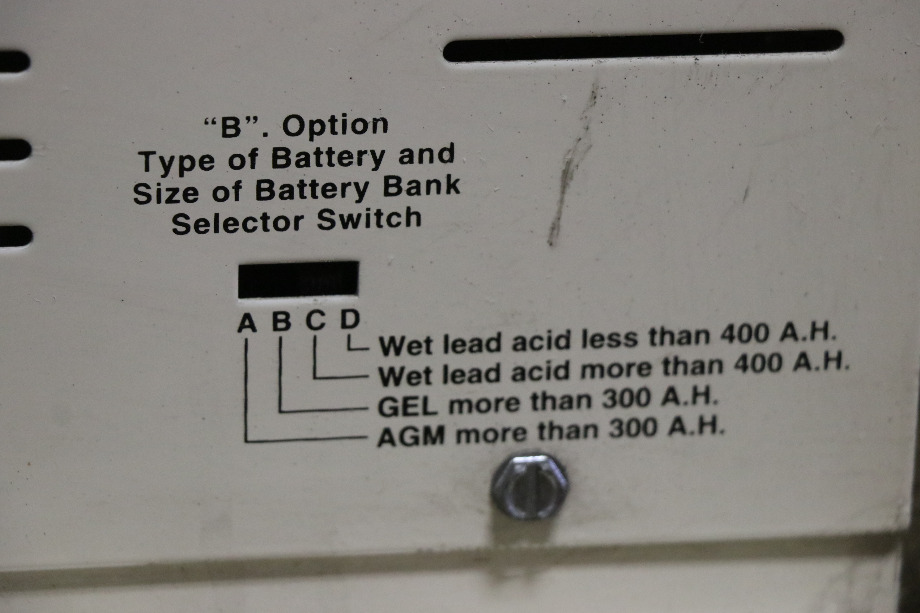 “B”. Option
Type of Battery and
Size of Battery Bank
Selector Switch
A B C D
Wet lead acid less than 400 A.H.
Wet lead acid more than 400 A.H.
GEL more than 300 A.H.
AGM more than 300 A.H.